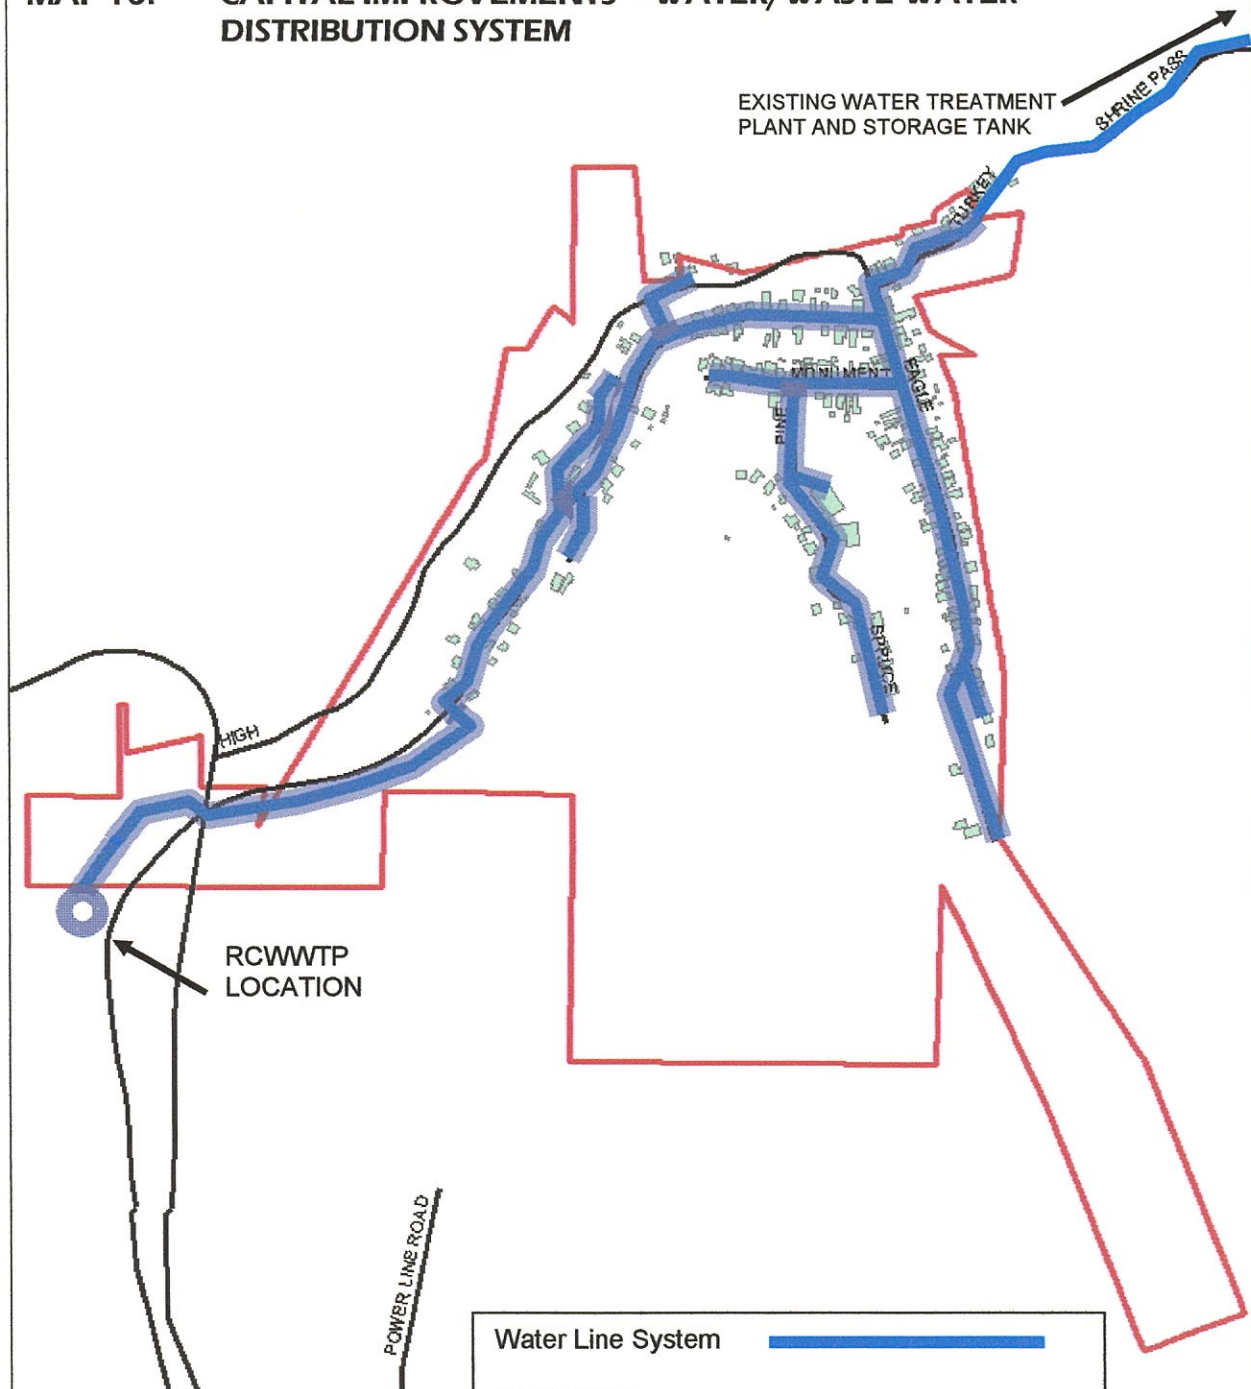 DISTRIBUTION SYSTEM
EXISTING WATER TREATMENT
PLANT AND STORAGE TANK
SHRINE PASS
TURKEY
MONUMENT
EAGLE
PINE
SPRUCE
HIGH
RCWWTP
LOCATION
POWER LINE ROAD
Water Line System